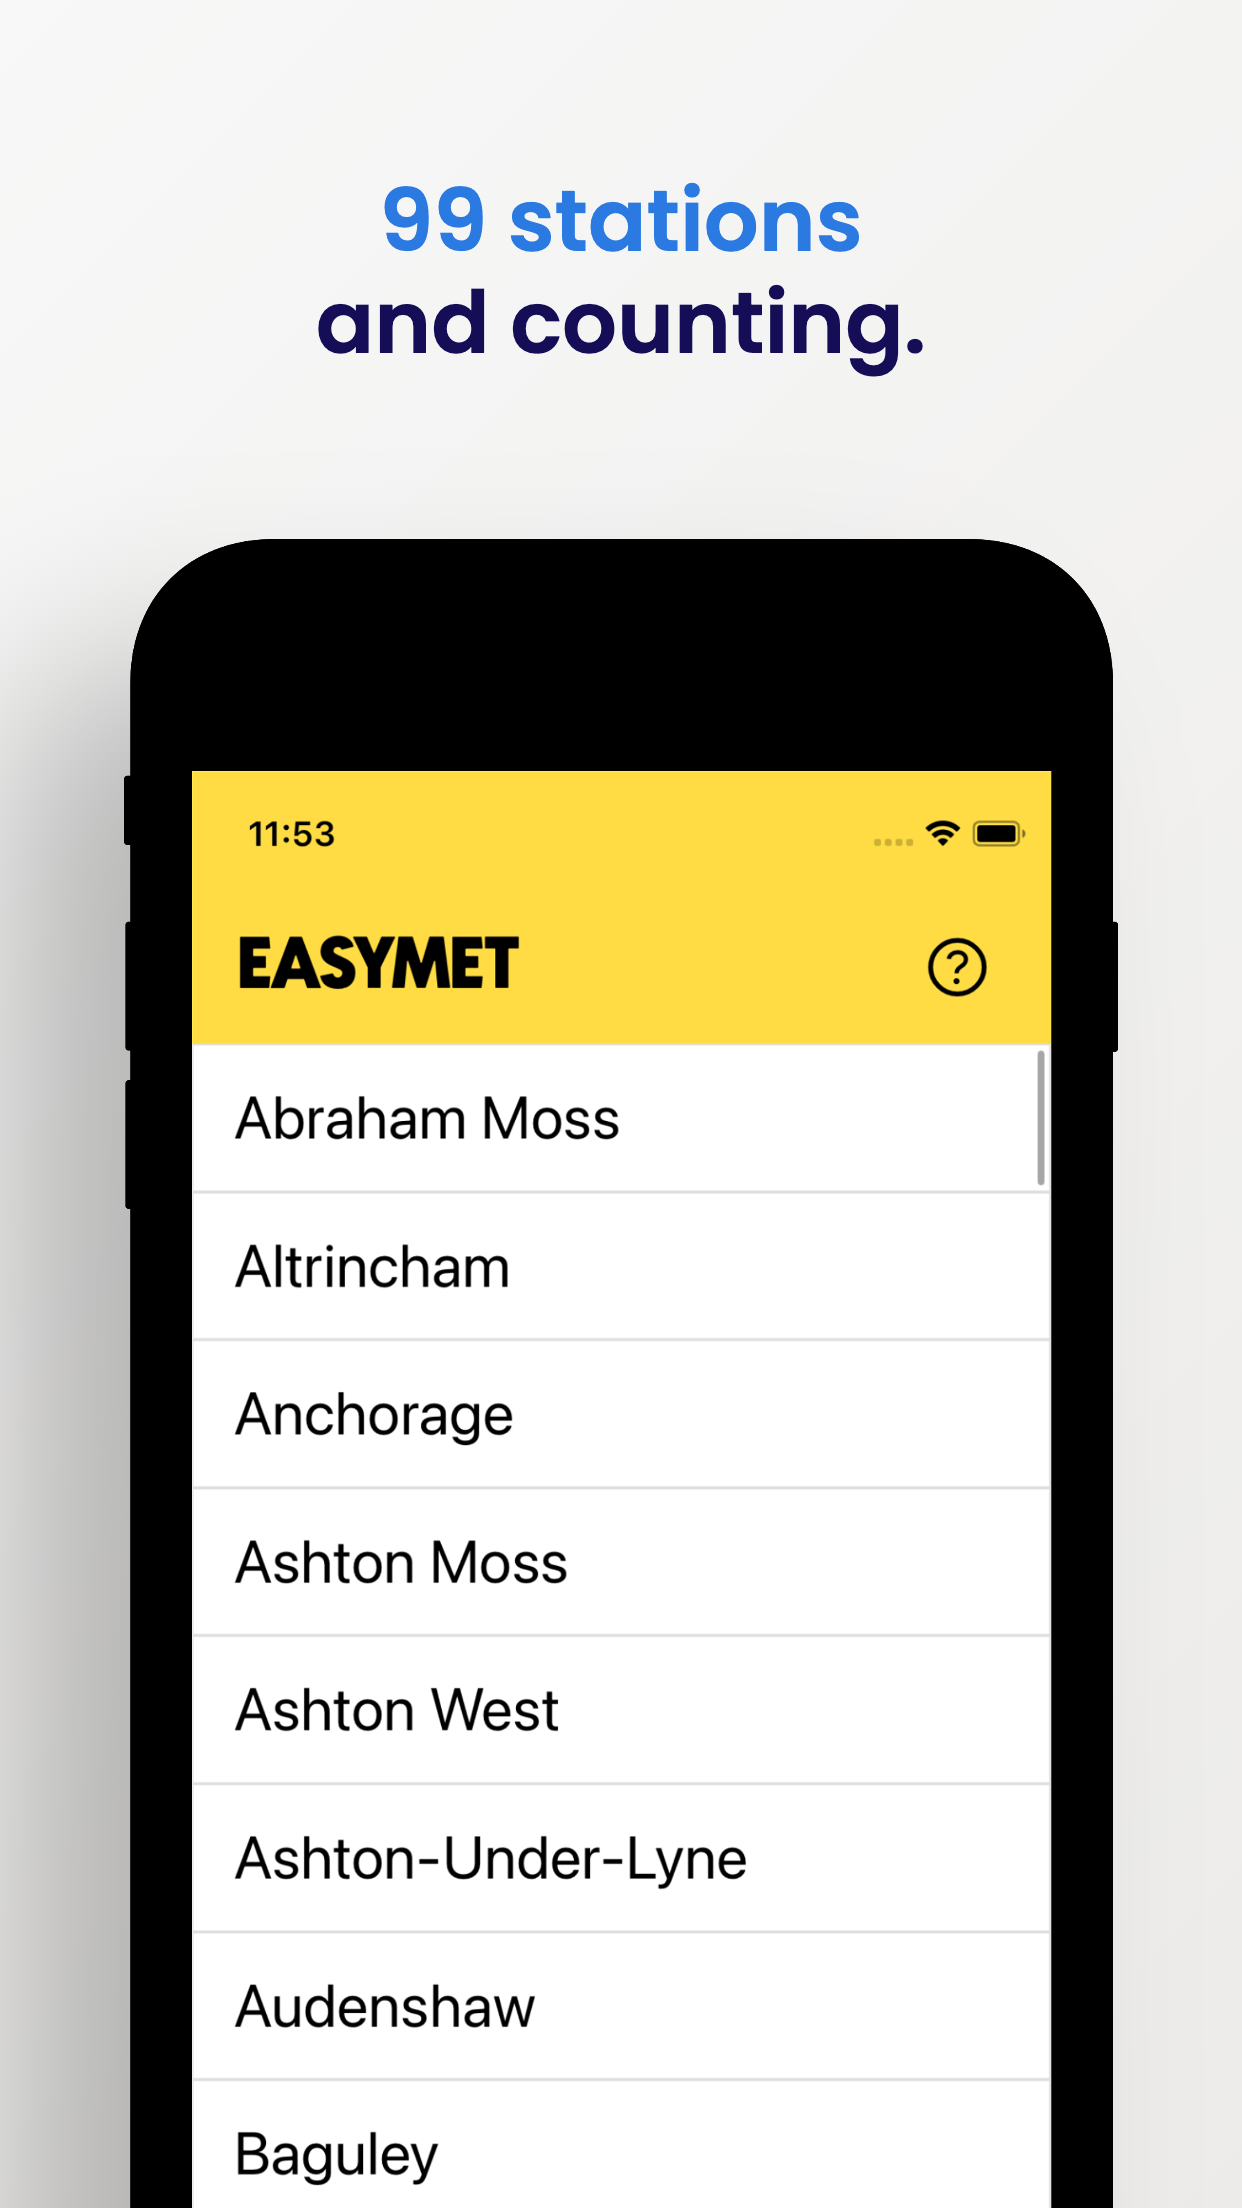 99 stations
and counting.
11:53
EASYMET
?
Abraham Moss
Altrincham
Anchorage
Ashton Moss
Ashton West
Ashton-Under-Lyne
Audenshaw
Baguley